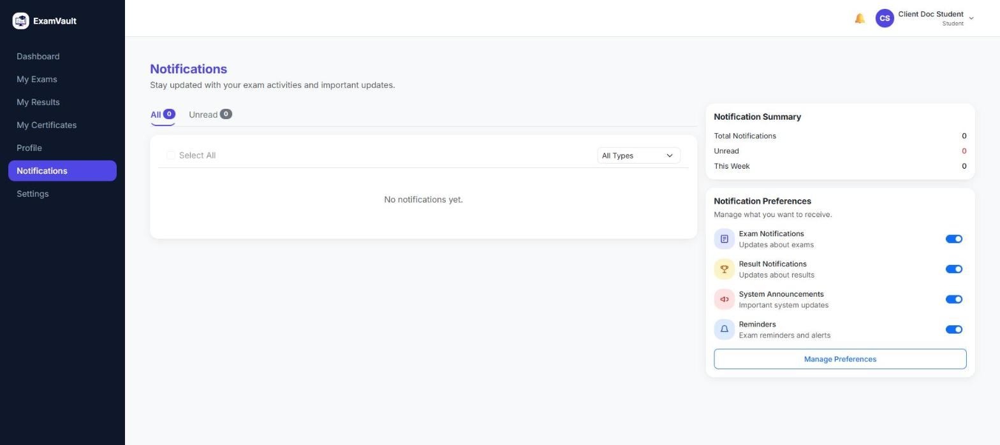 ExamVault
Dashboard
My Exams
My Results
My Certificates
Profile
Notifications
Settings
CS
Client Doc Student
Student
Notifications
Stay updated with your exam activities and important updates.
All 0
Unread 0
Select All
All Types
No notifications yet.
Notification Summary
Total Notifications 0
Unread 0
This Week 0
Notification Preferences
Manage what you want to receive.
Exam Notifications
Updates about exams
Result Notifications
Updates about results
System Announcements
Important system updates
Reminders
Exam reminders and alerts
Manage Preferences